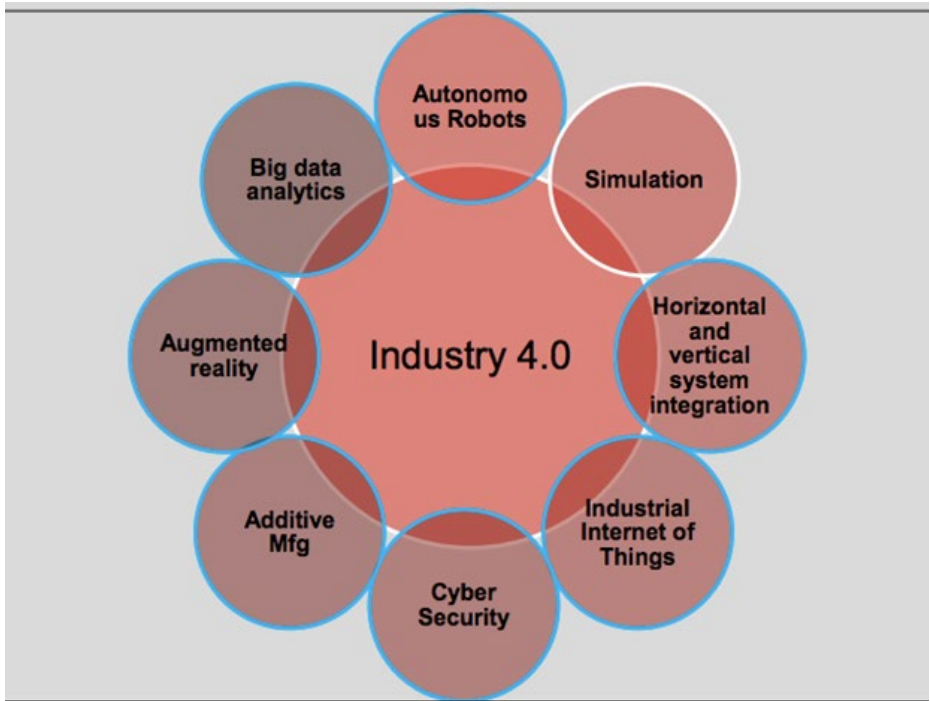 Autonomo
us Robots
Simulation
Horizontal
and
vertical
system
integration
Industrial
Internet of
Things
Cyber
Security
Additive
Mfg
Augmented
reality
Big data
analytics
Industry 4.0